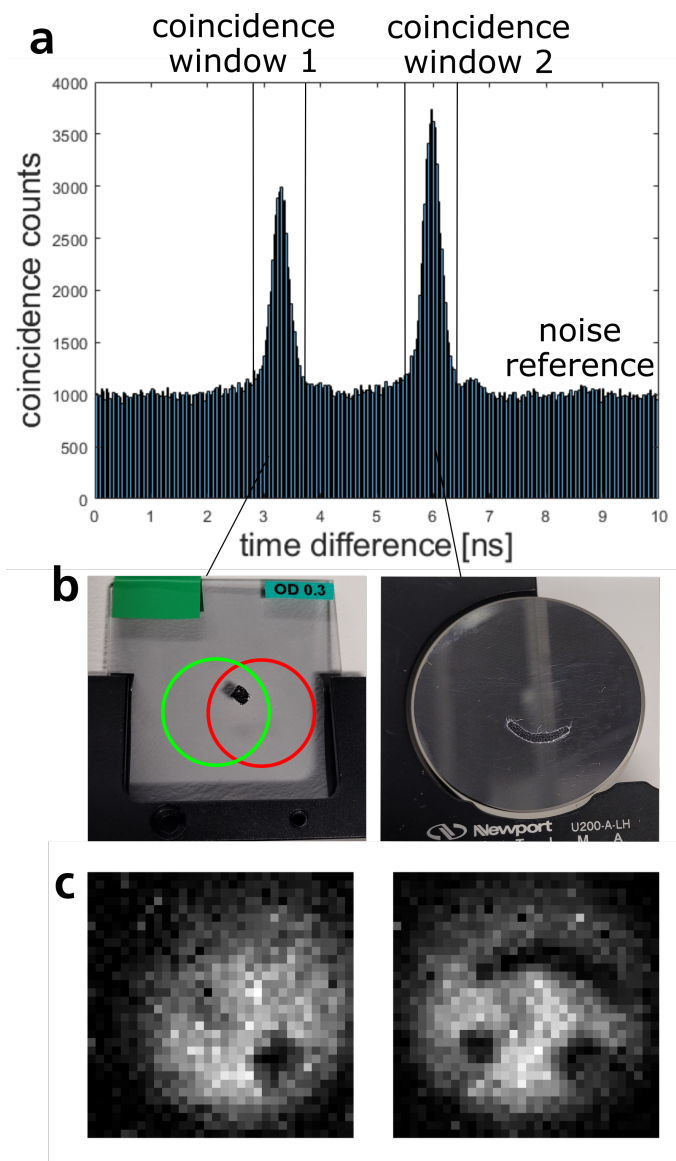 a
coincidence
window 1
coincidence
window 2
coincidence counts
4000
3500
3000
2500
2000
1500
1000
500
0
noise
reference
0 1 2 3 4 5 6 7 8 9 10
time difference [ns]
b
OD 0.3
Newport
U200-A-LH
T L M A
c